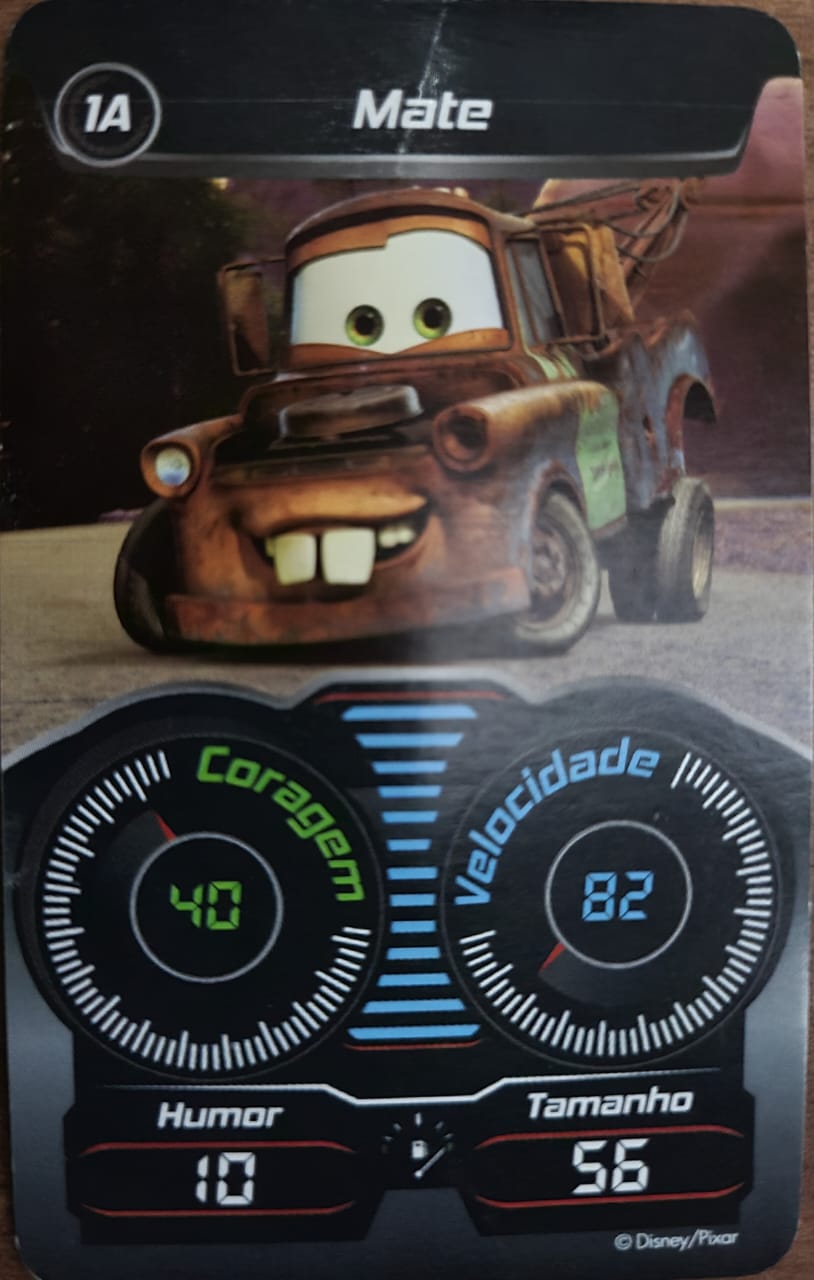 1A
Mate
Coragem
40
Velocidade
82
Humor
10
Tamanho
56
© Disney/Pixar